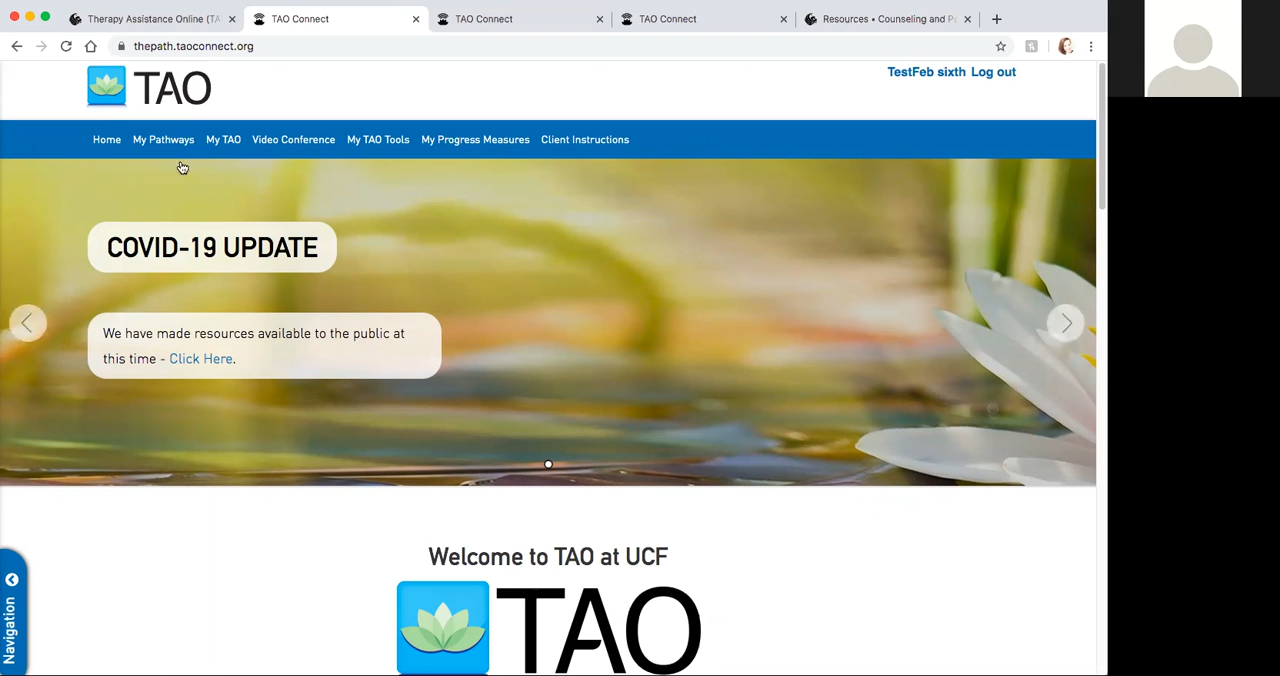 Therapy Assistance Online (TA
TAO Connect
TAO Connect
TAO Connect
Resources • Counseling and P
thepath.taoconnect.org
TAO
TestFeb sixth Log out
Home My Pathways My TAO Video Conference My TAO Tools My Progress Measures Client Instructions
COVID-19 UPDATE
We have made resources available to the public at
this time - Click Here.
Navigation
Welcome to TAO at UCF
TAO